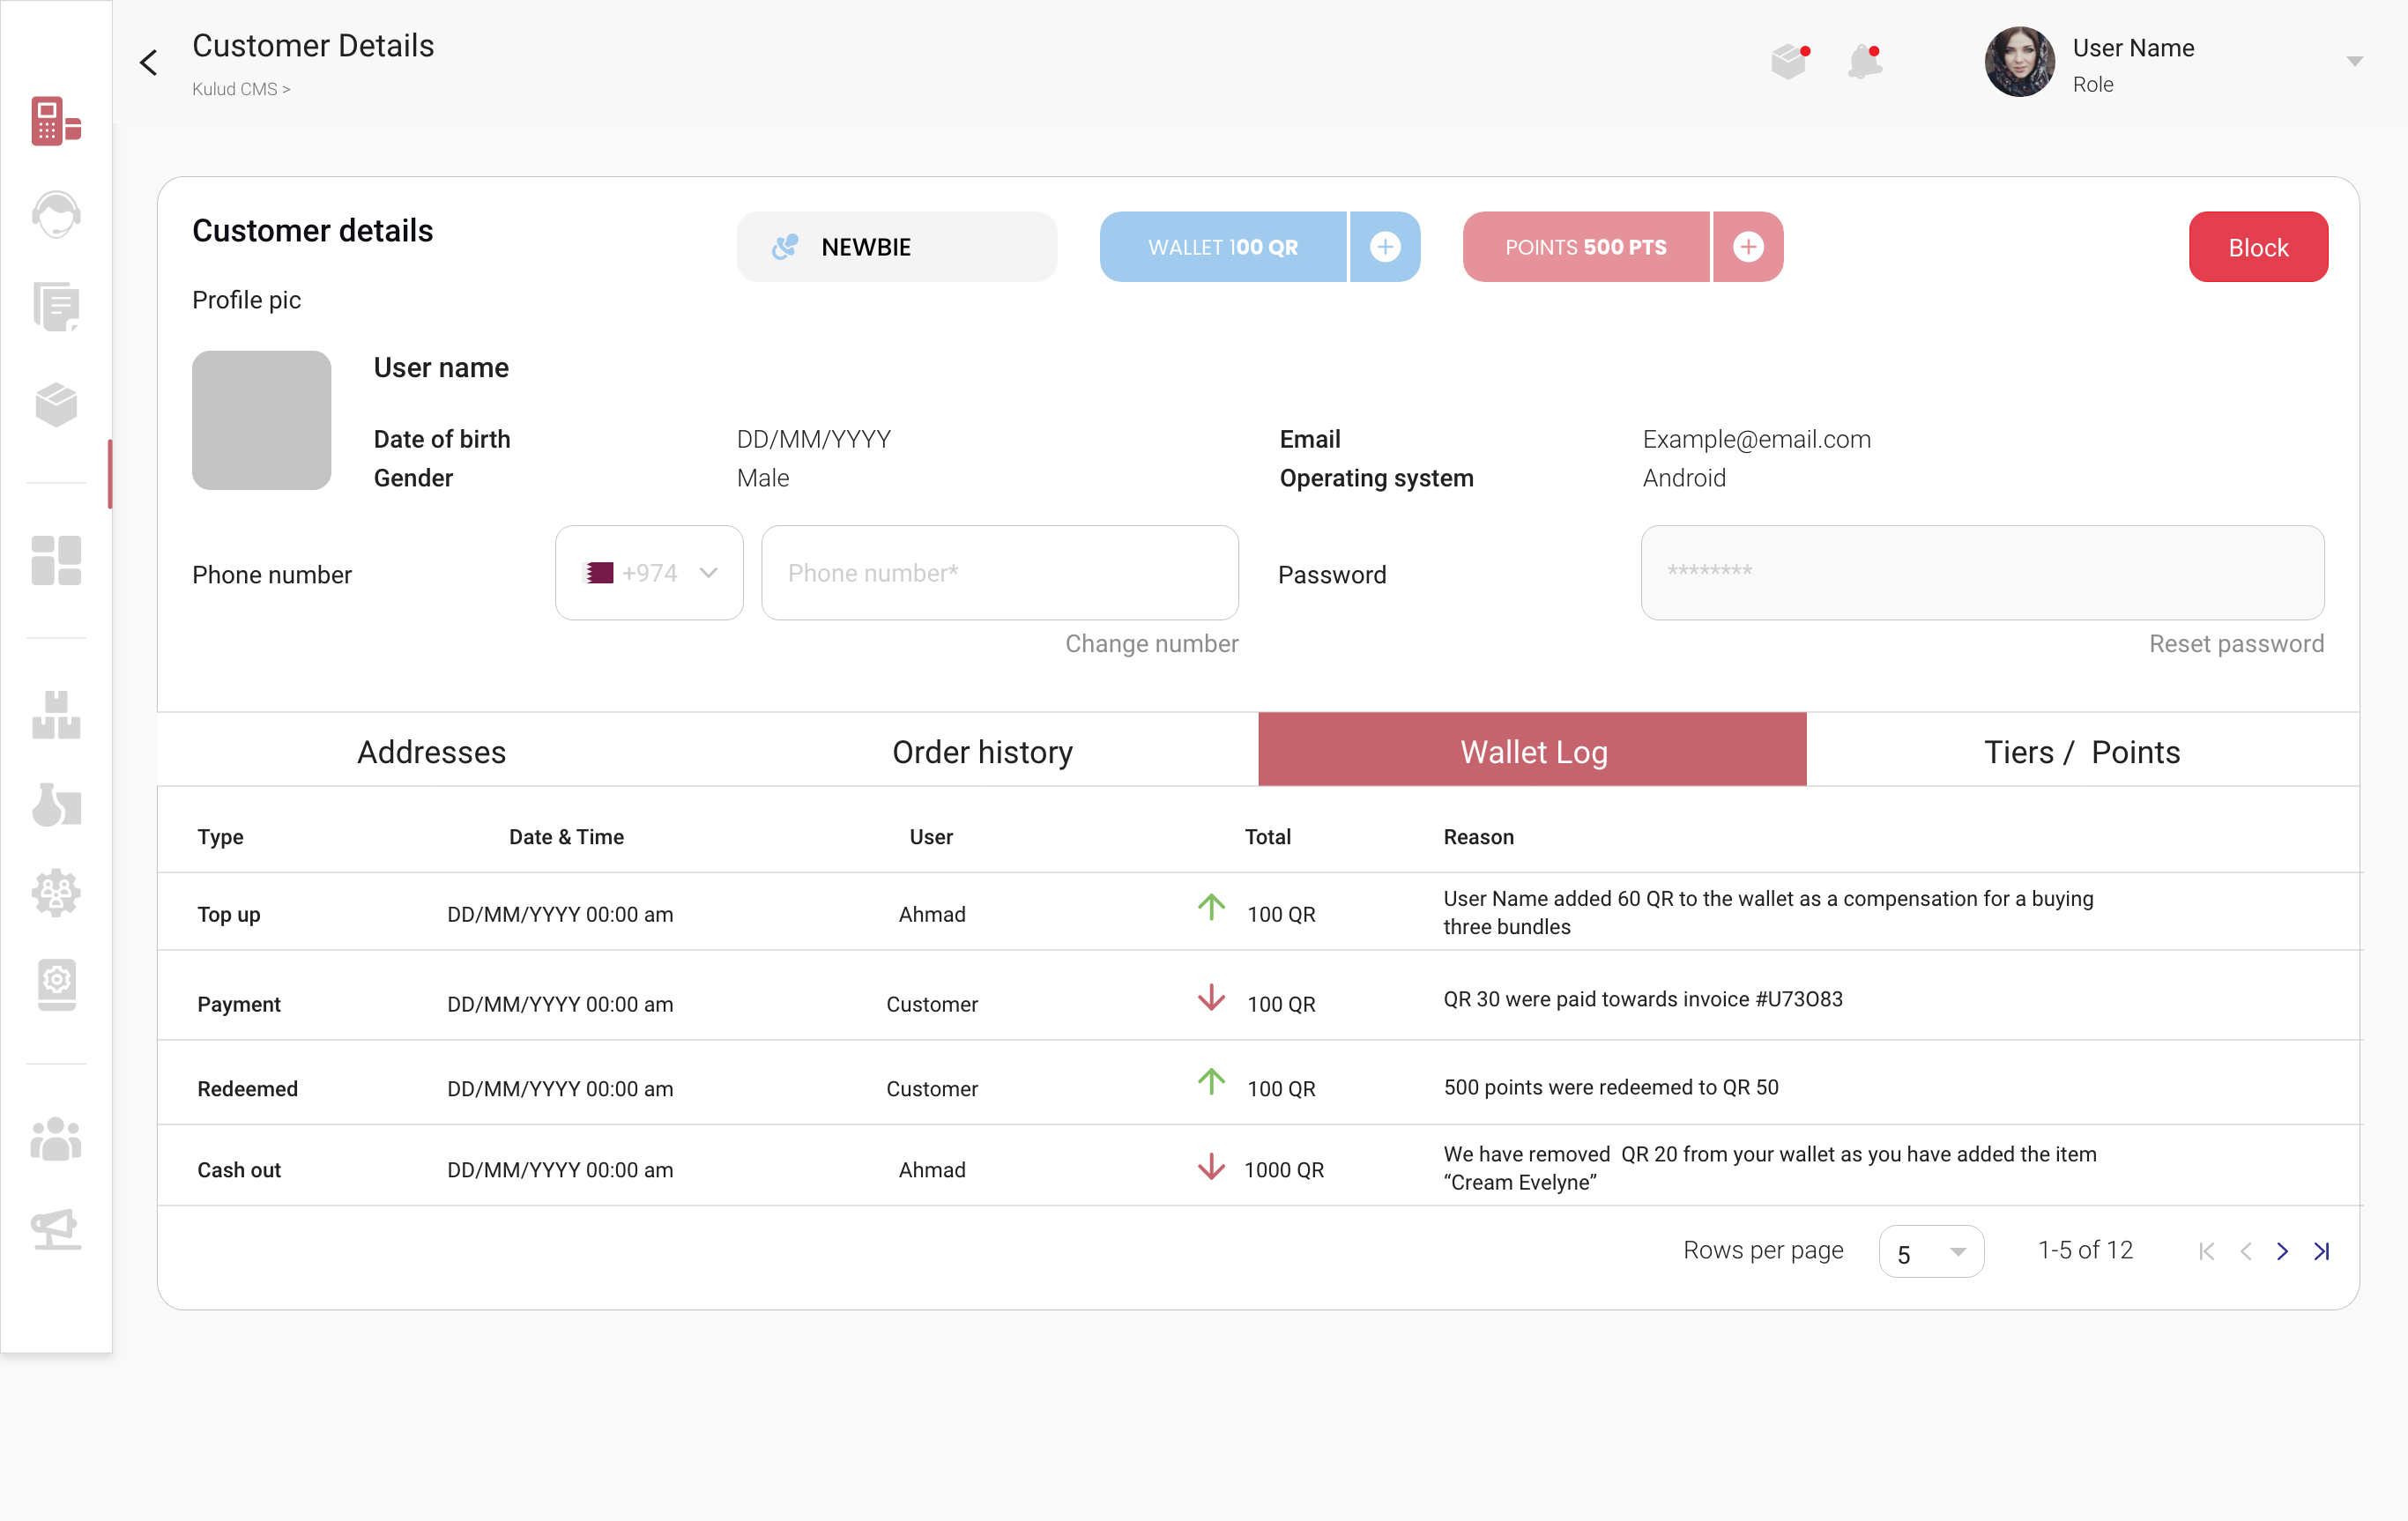 Customer Details
Kulud CMS >
User Name
Role
Customer details
NEWBIE
WALLET 100 QR
POINTS 500 PTS
Block
Profile pic
User name
Date of birth
DD/MM/YYYY
Email
Example@email.com
Gender
Male
Operating system
Android
Phone number
+974
Phone number*
Password
********
Change number
Reset password
Addresses
Order history
Wallet Log
Tiers /  Points
Type
Date & Time
User
Total
Reason
Top up
DD/MM/YYYY 00:00 am
Ahmad
100 QR
User Name added 60 QR to the wallet as a compensation for a buying
three bundles
Payment
DD/MM/YYYY 00:00 am
Customer
100 QR
QR 30 were paid towards invoice #U73O83
Redeemed
DD/MM/YYYY 00:00 am
Customer
100 QR
500 points were redeemed to QR 50
Cash out
DD/MM/YYYY 00:00 am
Ahmad
1000 QR
We have removed  QR 20 from your wallet as you have added the item
“Cream Evelyne”
Rows per page
5
1-5 of 12